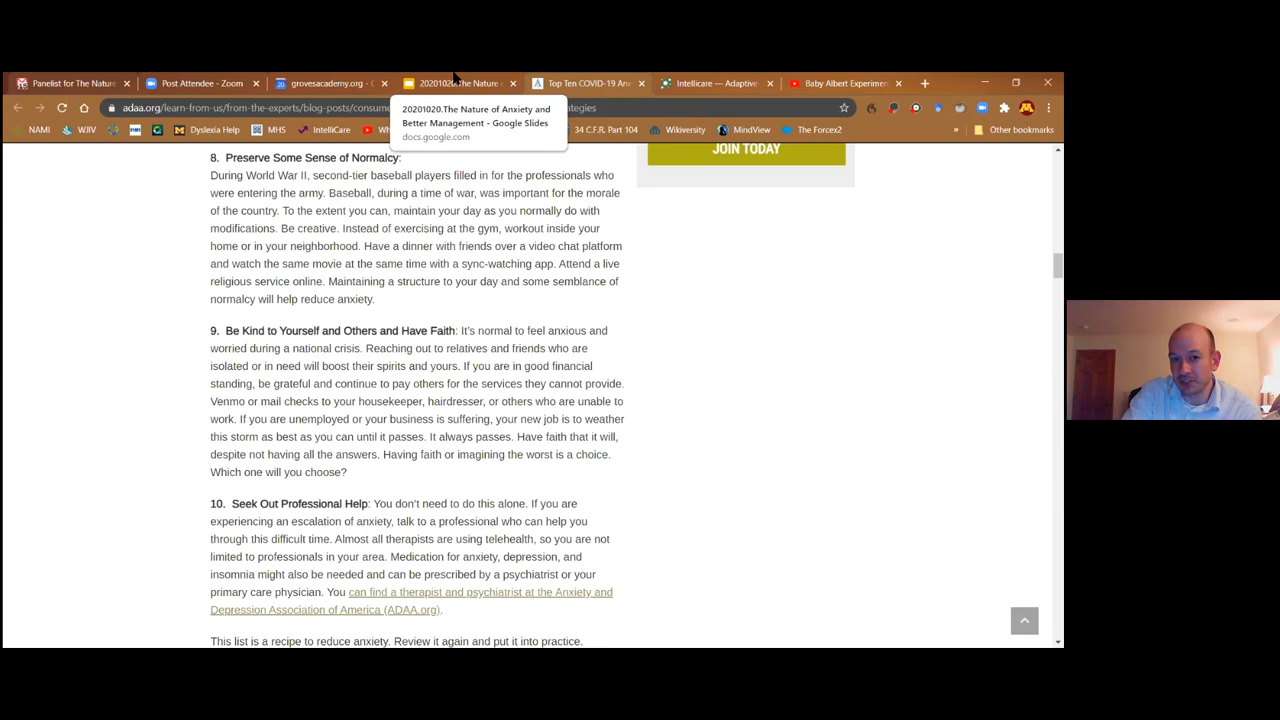 Panelist for The Nature
Post Attendee - Zoom
grovesacademy.org - 
20201020.The Nature
Top Ten COVID-19 An
Intellicare — Adaptive
Baby Albert Experimen
adaa.org/learn-from-us/from-the-experts/blog-posts/consume
ategies
20201020.The Nature of Anxiety and
Better Management - Google Slides
docs.google.com
NAMI
WJIV
Dyslexia Help
MHS
IntelliCare
34 C.F.R. Part 104
Wikiversity
MindView
The Forcex2
»
Other bookmarks
JOIN TODAY
8. Preserve Some Sense of Normalcy:
During World War II, second-tier baseball players filled in for the professionals who
were entering the army. Baseball, during a time of war, was important for the morale
of the country. To the extent you can, maintain your day as you normally do with
modifications. Be creative. Instead of exercising at the gym, workout inside your
home or in your neighborhood. Have a dinner with friends over a video chat platform
and watch the same movie at the same time with a sync-watching app. Attend a live
religious service online. Maintaining a structure to your day and some semblance of
normalcy will help reduce anxiety.
9. Be Kind to Yourself and Others and Have Faith: It's normal to feel anxious and
worried during a national crisis. Reaching out to relatives and friends who are
isolated or in need will boost their spirits and yours. If you are in good financial
standing, be grateful and continue to pay others for the services they cannot provide.
Venmo or mail checks to your housekeeper, hairdresser, or others who are unable to
work. If you are unemployed or your business is suffering, your new job is to weather
this storm as best as you can until it passes. It always passes. Have faith that it will,
despite not having all the answers. Having faith or imagining the worst is a choice.
Which one will you choose?
10. Seek Out Professional Help: You don't need to do this alone. If you are
experiencing an escalation of anxiety, talk to a professional who can help you
through this difficult time. Almost all therapists are using telehealth, so you are not
limited to professionals in your area. Medication for anxiety, depression, and
insomnia might also be needed and can be prescribed by a psychiatrist or your
primary care physician. You can find a therapist and psychiatrist at the Anxiety and
Depression Association of America (ADAA.org).
This list is a recipe to reduce anxiety. Review it again and put it into practice.